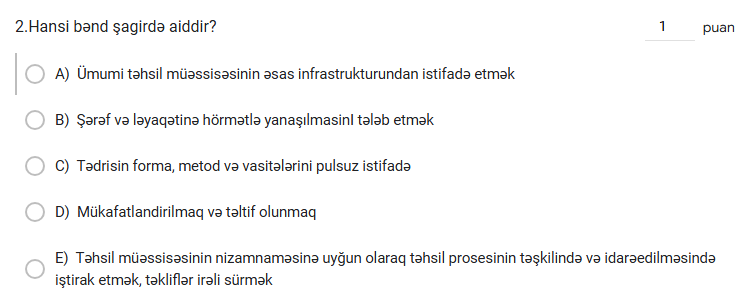 2.Hansi bənd şagirdə aiddir? 1 puan
A) Ümumi təhsil müəssisəsinin əsas infrastrukturundan istifadə etmək
B) Şərəf və ləyaqətinə hörmətlə yanaşılmasinI tələb etmək
C) Tədrisin forma, metod və vasitələrini pulsuz istifadə
D) Mükafatlandirilmaq və təltif olunmaq
E) Təhsil müəssisəsinin nizamnaməsinə uyğun olaraq təhsil prosesinin təşkilində və idarəedilməsində
iştirak etmək, təkliflər irəli sürmək